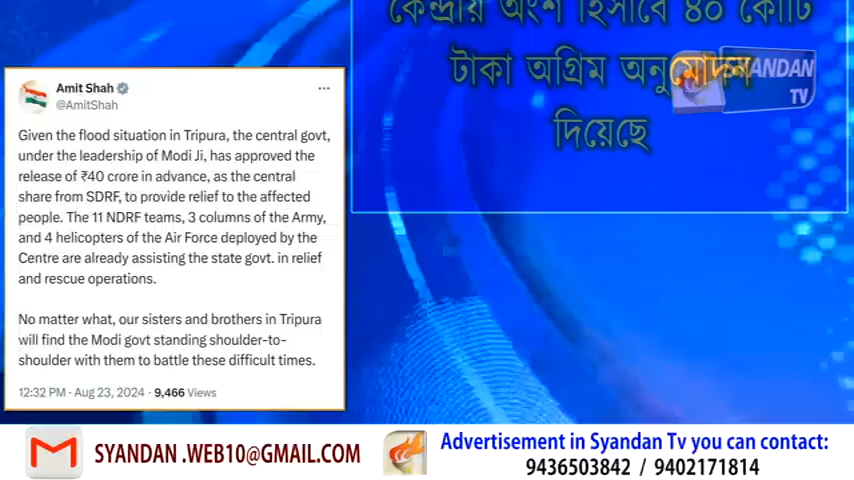 কেন্দ্রীয় অংশ হিসাবে ৪০ কোটি
টাকা অগ্রিম অনুমোদন
দিয়েছে
SYANDAN
TV
Amit Shah
@AmitShah
Given the flood situation in Tripura, the central govt,
under the leadership of Modi Ji, has approved the
release of ₹40 crore in advance, as the central
share from SDRF, to provide relief to the affected
people. The 11 NDRF teams, 3 columns of the Army,
and 4 helicopters of the Air Force deployed by the
Centre are already assisting the state govt. in relief
and rescue operations.
No matter what, our sisters and brothers in Tripura
will find the Modi govt standing shoulder-to-
shoulder with them to battle these difficult times.
12:32 PM · Aug 23, 2024 · 9,466 Views
SYANDAN .WEB10@GMAIL.COM
Advertisement in Syandan Tv you can contact:
9436503842 / 9402171814